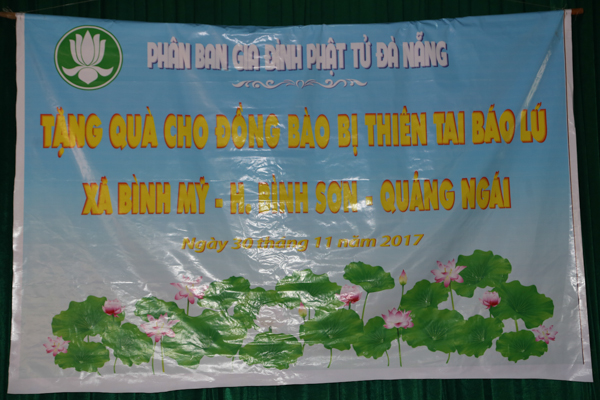 PHÂN BAN GIA ĐÌNH PHẬT TỬ ĐÀ NẴNG
TẶNG QUÀ CHO ĐỒNG BÀO BỊ THIÊN TAI BÃO LŨ
XÃ BÌNH MỸ - H. BÌNH SƠN - QUẢNG NGÃI
Ngày 30 tháng 11 năm 2017